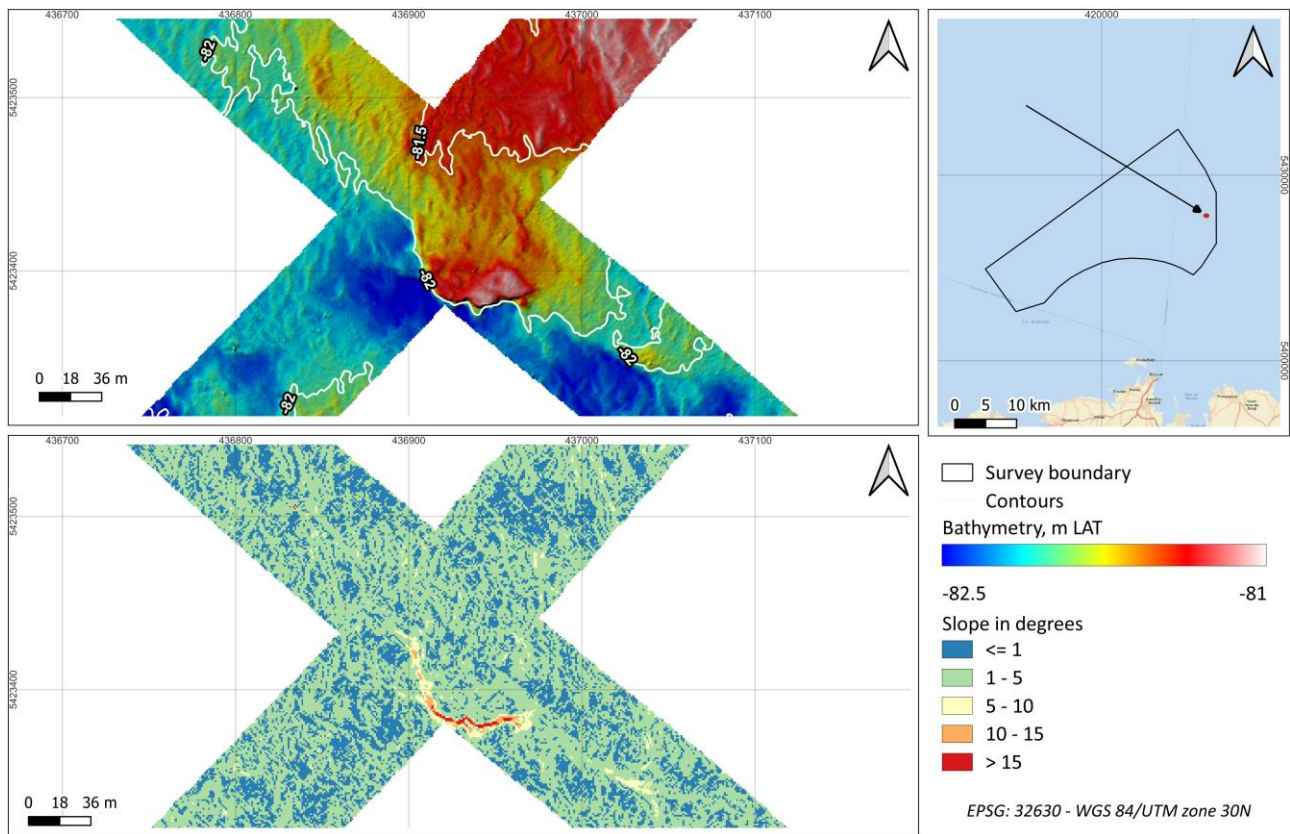 436700
436800
436900
437000
437100
5423500
5423400
-82
-81.5
-82
-82
-82
0 18 36 m
420000
5430000
5400000
0 5 10 km
436700
436800
436900
437000
437100
5423500
5423400
0 18 36 m
Survey boundary
Contours
Bathymetry, m LAT
-82.5
-81
Slope in degrees
<= 1
1 - 5
5 - 10
10 - 15
> 15
EPSG: 32630 - WGS 84/UTM zone 30N